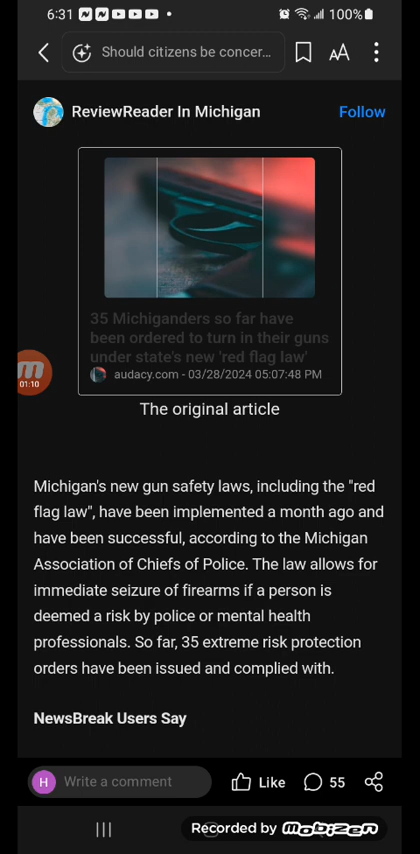 6:31 100%
Should citizens be concer...
AA
ReviewReader In Michigan Follow
35 Michiganders so far have
been ordered to turn in their guns
under state's new 'red flag law'
audacy.com - 03/28/2024 05:07:48 PM
01:10
The original article
Michigan's new gun safety laws, including the "red
flag law", have been implemented a month ago and
have been successful, according to the Michigan
Association of Chiefs of Police. The law allows for
immediate seizure of firearms if a person is
deemed a risk by police or mental health
professionals. So far, 35 extreme risk protection
orders have been issued and complied with.
NewsBreak Users Say
H Write a comment Like 55
Recorded by mobizen